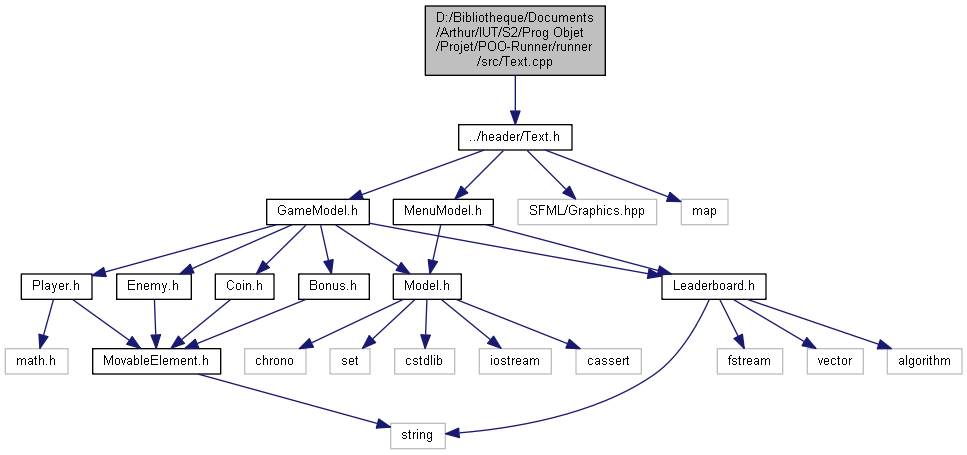 D:/Bibliotheque/Documents
/Arthur/IUT/S2/Prog Objet
/Projet/POO-Runner/runner
/src/Text.cpp
../header/Text.h
GameModel.h
MenuModel.h
SFML/Graphics.hpp
map
Player.h
Enemy.h
Coin.h
Bonus.h
Model.h
Leaderboard.h
math.h
MovableElement.h
chrono
set
cstdlib
iostream
cassert
fstream
vector
algorithm
string